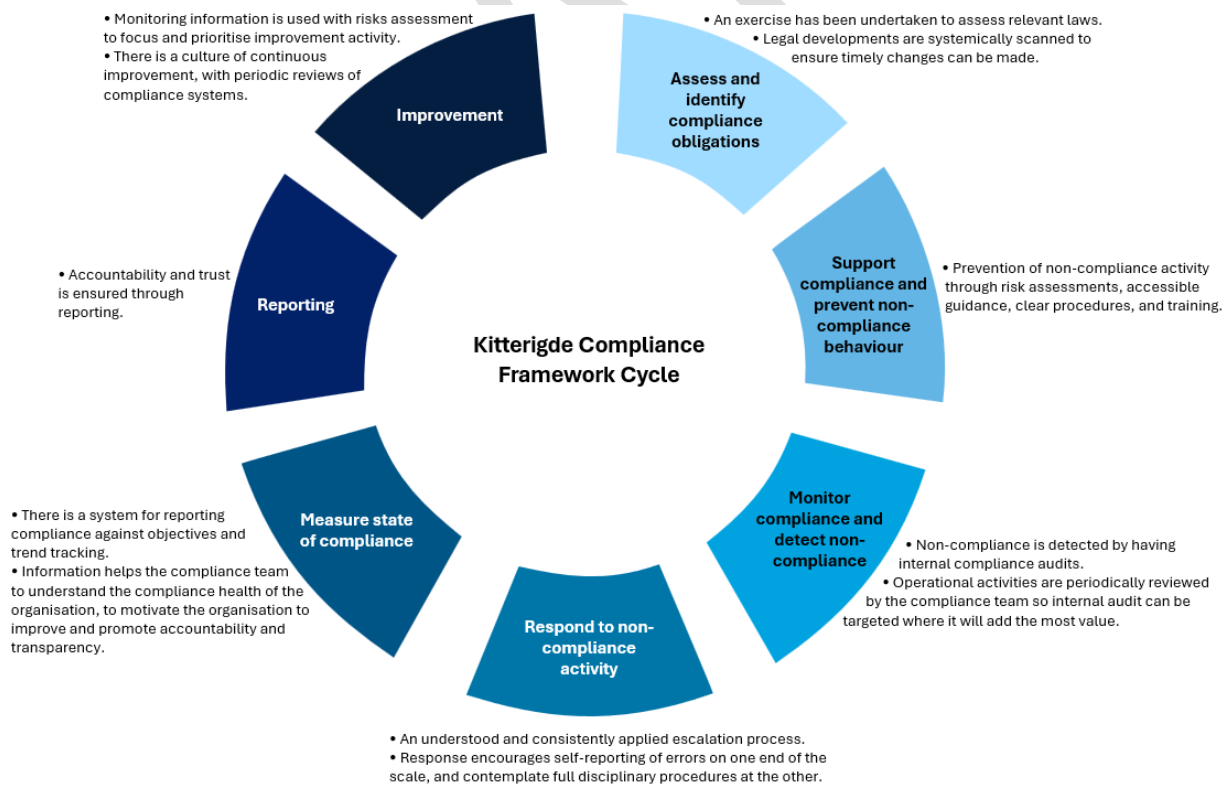 • Monitoring information is used with risks assessment
to focus and prioritise improvement activity.
• There is a culture of continuous
improvement, with periodic reviews of
compliance systems.
Improvement
• An exercise has been undertaken to assess relevant laws.
• Legal developments are systemically scanned to
ensure timely changes can be made.
Assess and
identify
compliance
obligations
Support
compliance and
prevent non-
compliance
behaviour
• Prevention of non-compliance activity
through risk assessments, accessible
guidance, clear procedures, and training.
• Accountability and trust
is ensured through
reporting.
Reporting
Kitterigde Compliance
Framework Cycle
Monitor
compliance and
detect non-
compliance
• Non-compliance is detected by having
internal compliance audits.
• Operational activities are periodically reviewed
by the compliance team so internal audit can be
targeted where it will add the most value.
Measure state
of compliance
• There is a system for reporting
compliance against objectives and
trend tracking.
• Information helps the compliance team
to understand the compliance health of the
organisation, to motivate the organisation to
improve and promote accountability and
transparency.
Respond to non-
compliance
activity
• An understood and consistently applied escalation process.
• Response encourages self-reporting of errors on one end of the
scale, and contemplate full disciplinary procedures at the other.